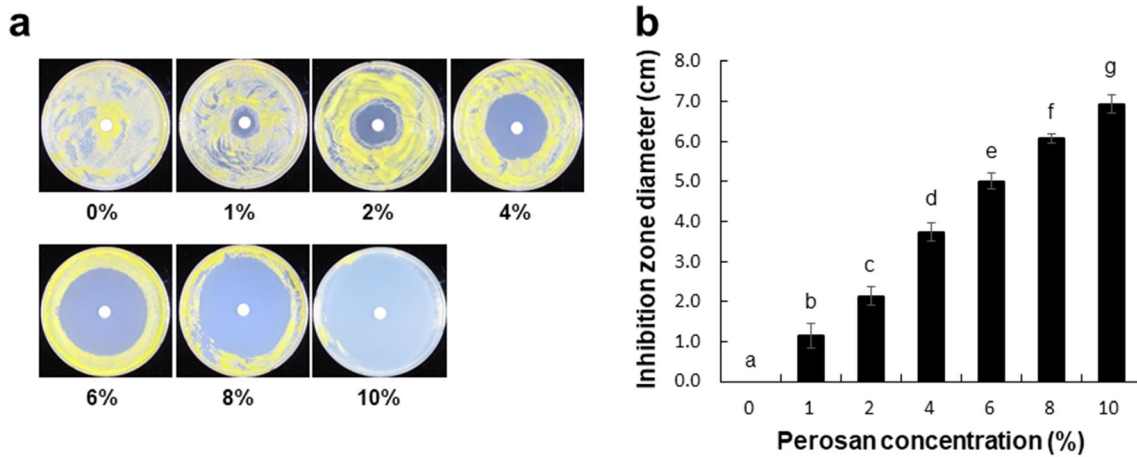 a
0%
1%
2%
4%
6%
8%
10%
b
Inhibition zone diameter (cm)
8.0
7.0
6.0
5.0
4.0
3.0
2.0
1.0
0.0
a
b
c
d
e
f
g
0 1 2 4 6 8 10
Perosan concentration (%)